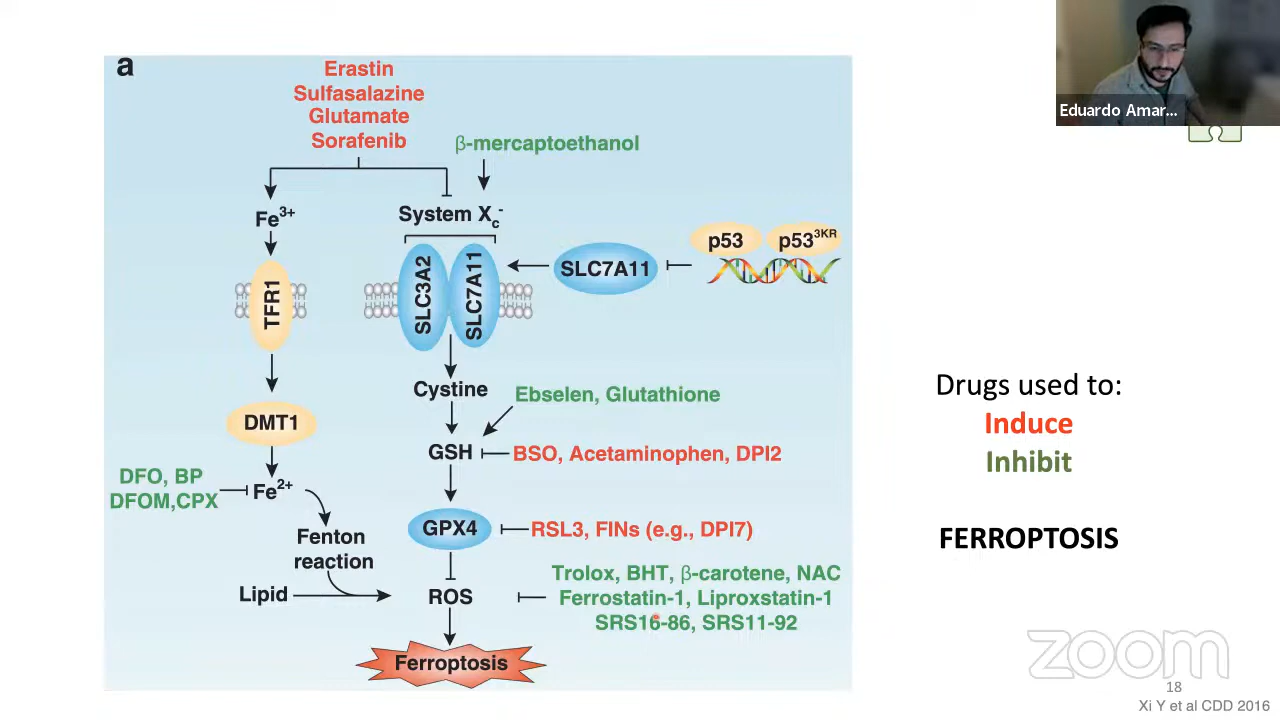 a
Erastin
Sulfasalazine
Glutamate
Sorafenib
β-mercaptoethanol
Fe3+
System Xc-
p53
p533KR
SLC7A11
TFR1
SLC3A2
SLC7A11
Cystine
Ebselen, Glutathione
DMT1
GSH
BSO, Acetaminophen, DPI2
DFO, BP
DFOM,CPX
Fe2+
GPX4
RSL3, FINs (e.g., DPI7)
Fenton
reaction
Lipid
ROS
Trolox, BHT, β-carotene, NAC
Ferrostatin-1, Liproxstatin-1
SRS16-86, SRS11-92
Ferroptosis
Eduardo Amar...
Drugs used to:
Induce
Inhibit
FERROPTOSIS
zoom
18
Xi Y et al CDD 2016